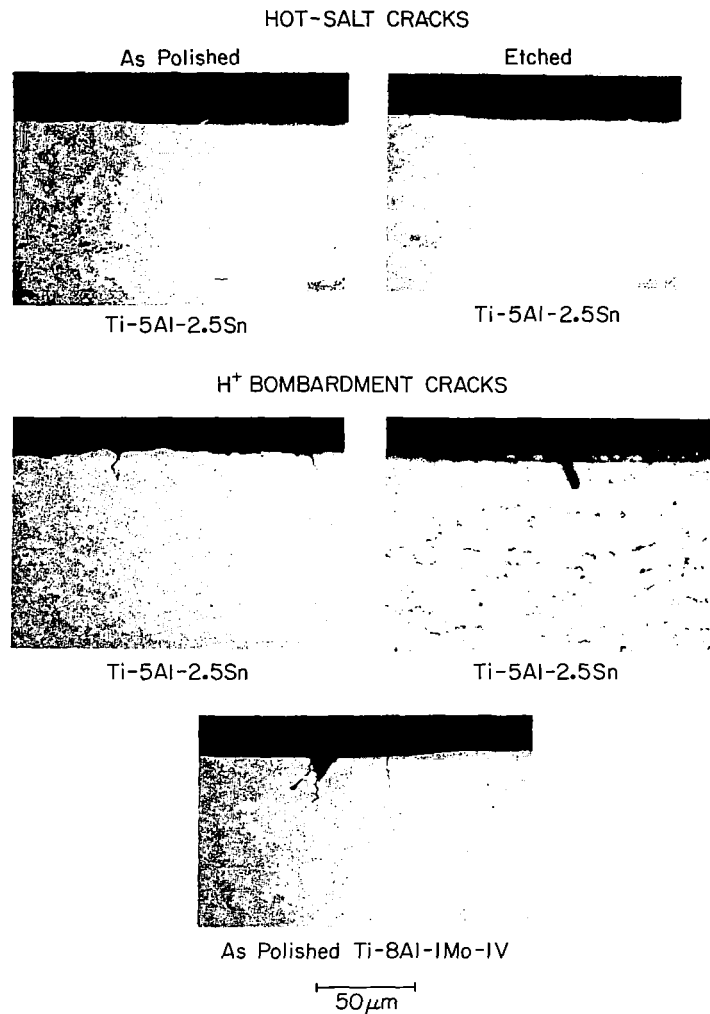 HOT-SALT CRACKS
As Polished
Etched
Ti-5Al-2.5Sn
Ti-5Al-2.5Sn
H⁺ BOMBARDMENT CRACKS
Ti-5Al-2.5Sn
Ti-5Al-2.5Sn
As Polished Ti-8Al-1Mo-1V
50μm